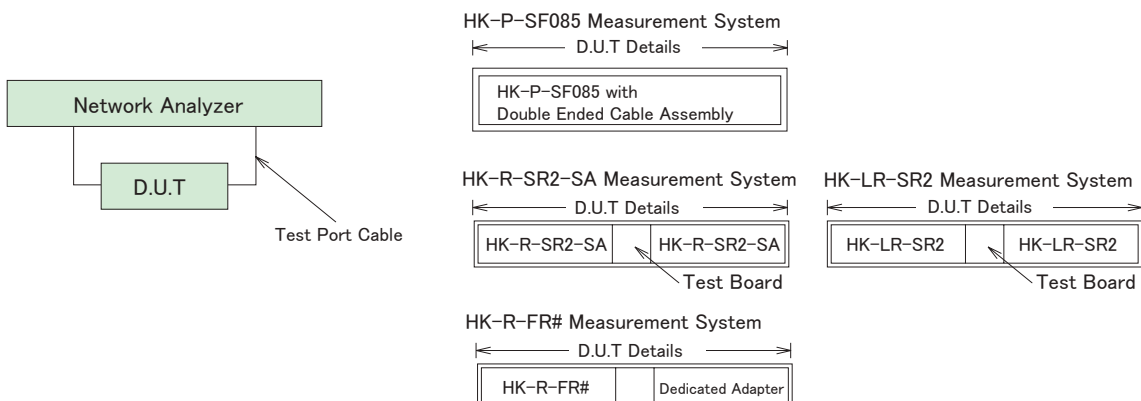 Network Analyzer
D.U.T
Test Port Cable
HK-P-SF085 Measurement System
D.U.T Details
HK-P-SF085 with
Double Ended Cable Assembly
HK-R-SR2-SA Measurement System
D.U.T Details
HK-R-SR2-SA
HK-R-SR2-SA
Test Board
HK-LR-SR2 Measurement System
D.U.T Details
HK-LR-SR2
HK-LR-SR2
Test Board
HK-R-FR# Measurement System
D.U.T Details
HK-R-FR#
Dedicated Adapter